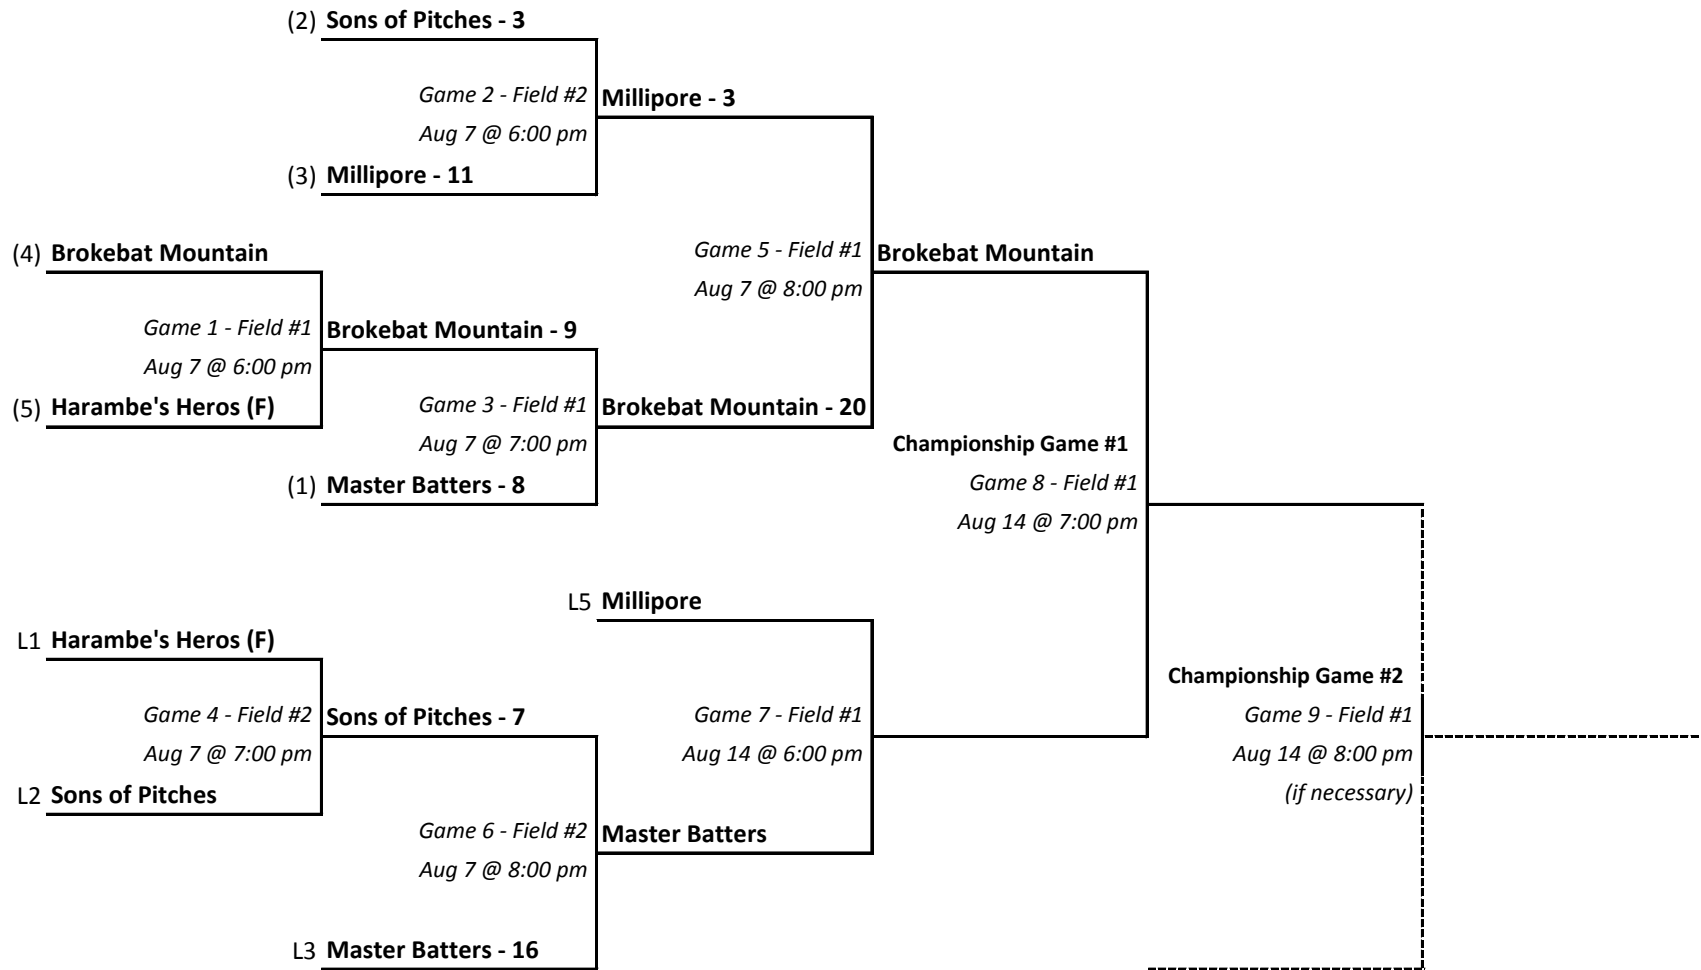 (2) Sons of Pitches - 3
Game 2 - Field #2
Millipore - 3
Aug 7 @ 6:00 pm
(3) Millipore - 11
(4) Brokebat Mountain
Game 5 - Field #1
Brokebat Mountain
Aug 7 @ 8:00 pm
Game 1 - Field #1
Brokebat Mountain - 9
Aug 7 @ 6:00 pm
(5) Harambe's Heros (F)
Game 3 - Field #1
Brokebat Mountain - 20
Aug 7 @ 7:00 pm
Championship Game #1
(1) Master Batters - 8
Game 8 - Field #1
Aug 14 @ 7:00 pm
L5 Millipore
L1 Harambe's Heros (F)
Championship Game #2
Game 4 - Field #2
Sons of Pitches - 7
Game 7 - Field #1
Game 9 - Field #1
Aug 7 @ 7:00 pm
Aug 14 @ 6:00 pm
Aug 14 @ 8:00 pm
L2 Sons of Pitches
(if necessary)
Game 6 - Field #2
Master Batters
Aug 7 @ 8:00 pm
L3 Master Batters - 16